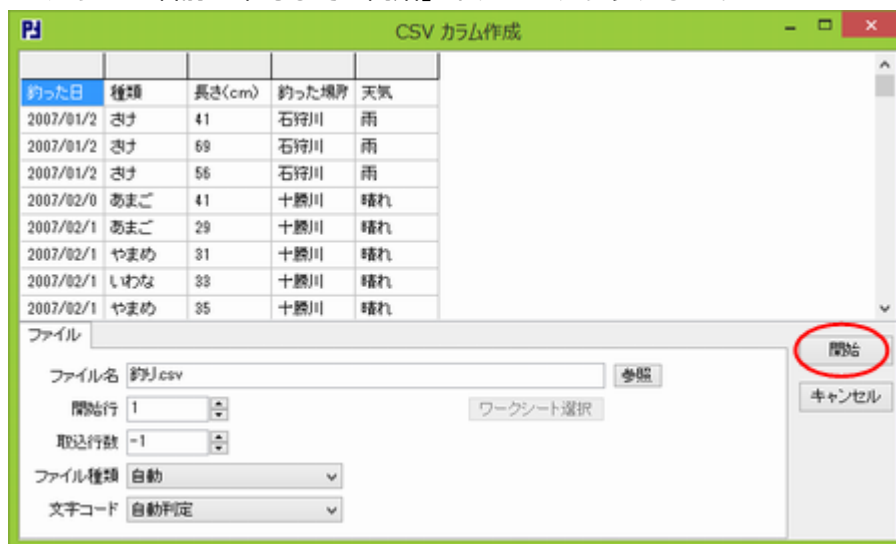 CSV カラム作成
釣った日 種類 長さ(cm) 釣った場所 天気
2007/01/2 さけ 41 石狩川 雨
2007/01/2 さけ 69 石狩川 雨
2007/01/2 さけ 56 石狩川 雨
2007/02/0 あまご 41 十勝川 晴れ
2007/02/1 あまご 29 十勝川 晴れ
2007/02/1 やまめ 31 十勝川 晴れ
2007/02/1 いわな 33 十勝川 晴れ
2007/02/1 やまめ 35 十勝川 晴れ
ファイル
開始
ファイル名 釣り.csv 参照
キャンセル
開始行 1 ワークシート選択
取込行数 -1
ファイル種類 自動
文字コード 自動判定